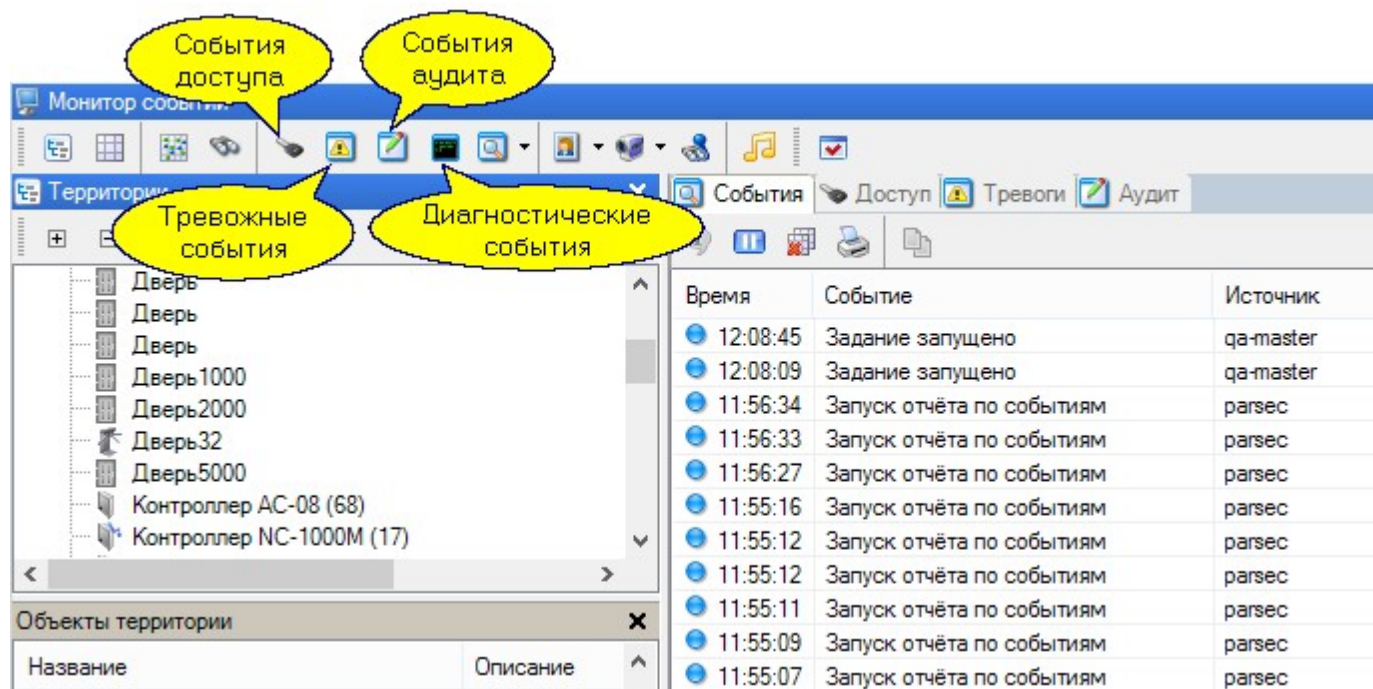 События
доступа
События
аудита
Монитор событий
Территории
Тревожные
события
Диагностические
события
События Доступ Тревоги Аудит
Дверь
Дверь
Дверь
Дверь1000
Дверь2000
Дверь32
Дверь5000
Контроллер AC-08 (68)
Контроллер NC-1000M (17)
Объекты территории
Название Описание
Время Событие Источник
12:08:45 Задание запущено qa-master
12:08:09 Задание запущено qa-master
11:56:34 Запуск отчёта по событиям parsec
11:56:33 Запуск отчёта по событиям parsec
11:56:27 Запуск отчёта по событиям parsec
11:55:16 Запуск отчёта по событиям parsec
11:55:12 Запуск отчёта по событиям parsec
11:55:12 Запуск отчёта по событиям parsec
11:55:11 Запуск отчёта по событиям parsec
11:55:09 Запуск отчёта по событиям parsec
11:55:07 Запуск отчёта по событиям parsec